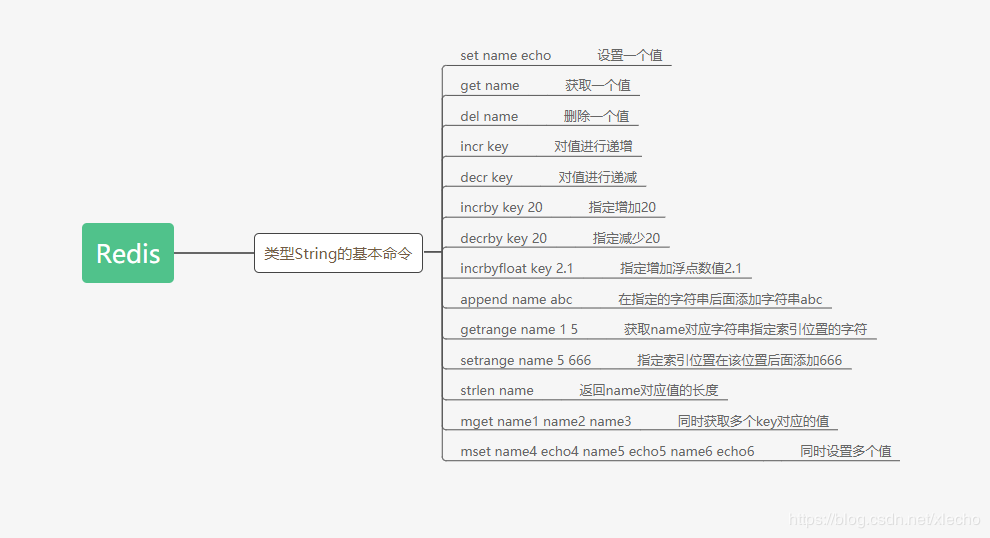 Redis
类型String的基本命令
set name echo 设置一个值
get name 获取一个值
del name 删除一个值
incr key 对值进行递增
decr key 对值进行递减
incrby key 20 指定增加20
decrby key 20 指定减少20
incrbyfloat key 2.1 指定增加浮点数值2.1
append name abc 在指定的字符串后面添加字符串abc
getrange name 1 5 获取name对应字符串指定索引位置的字符
setrange name 5 666 指定索引位置在该位置后面添加666
strlen name 返回name对应值的长度
mget name1 name2 name3 同时获取多个key对应的值
mset name4 echo4 name5 echo5 name6 echo6 同时设置多个值
https://blog.csdn.net/xlecho